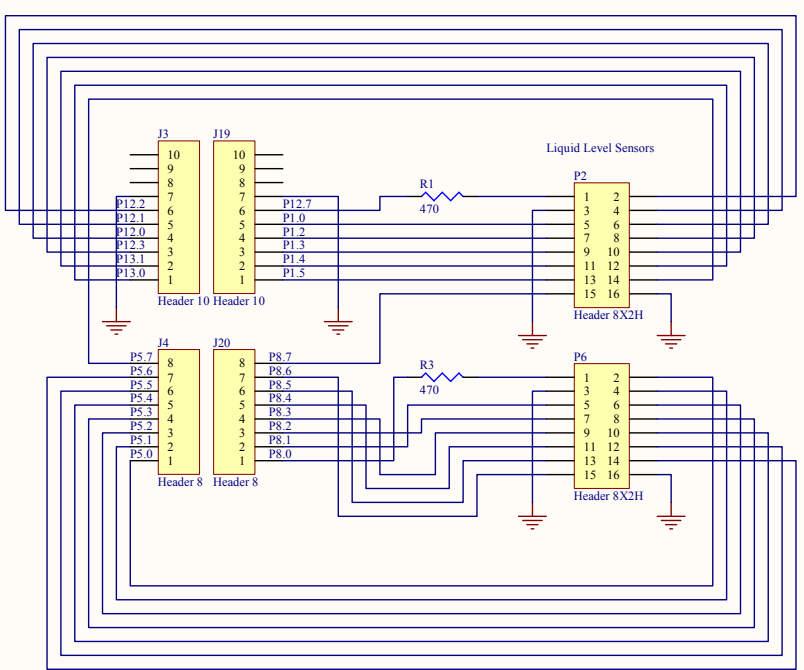 J3 J19
10 10
9 9
8 8
7 7
P12.2 6 6 P12.7
P12.1 5 5 P1.0
P12.0 4 4 P1.2
P12.3 3 3 P1.3
P13.1 2 2 P1.4
P13.0 1 1 P1.5
Header 10 Header 10
R1
470
Liquid Level Sensors
P2
1 2
3 4
5 6
7 8
9 10
11 12
13 14
15 16
Header 8X2H
J4 J20
P5.7 8 8 P8.7
P5.6 7 7 P8.6
P5.5 6 6 P8.5
P5.4 5 5 P8.4
P5.3 4 4 P8.3
P5.2 3 3 P8.2
P5.1 2 2 P8.1
P5.0 1 1 P8.0
Header 8 Header 8
R3
470
P6
1 2
3 4
5 6
7 8
9 10
11 12
13 14
15 16
Header 8X2H